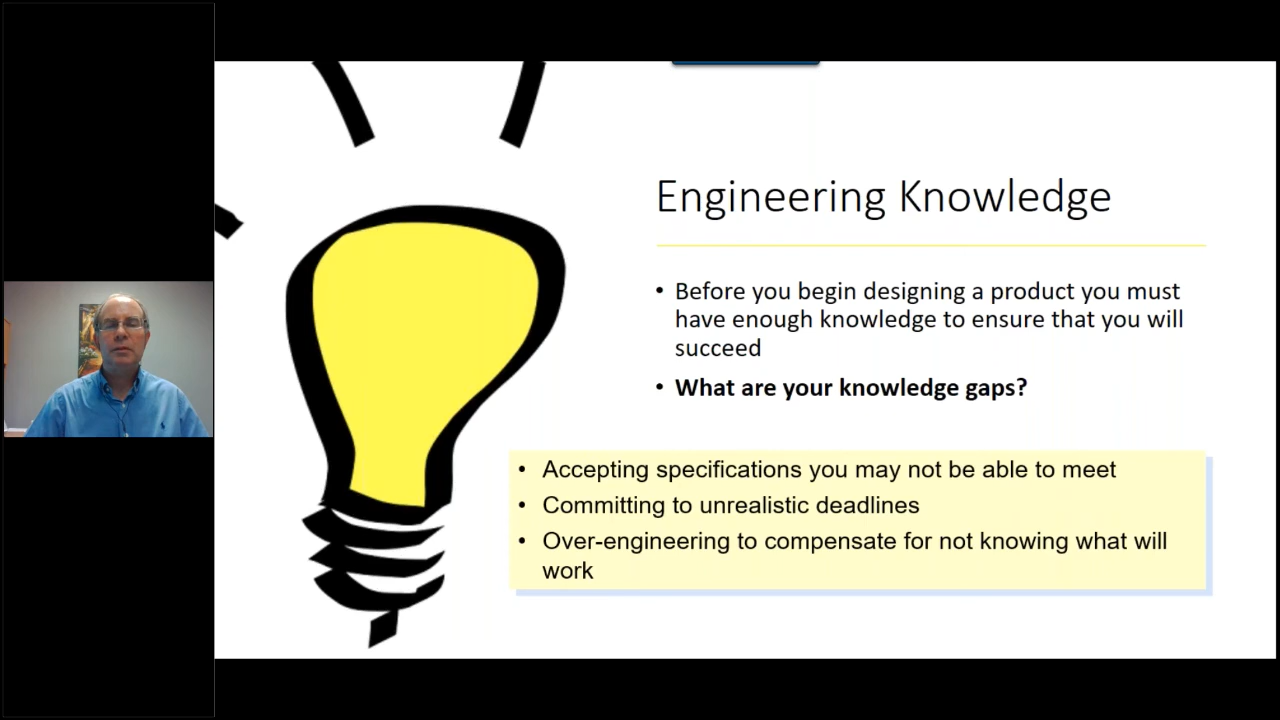 Engineering Knowledge
• Before you begin designing a product you must
have enough knowledge to ensure that you will
succeed
• What are your knowledge gaps?
• Accepting specifications you may not be able to meet
• Committing to unrealistic deadlines
• Over-engineering to compensate for not knowing what will
work